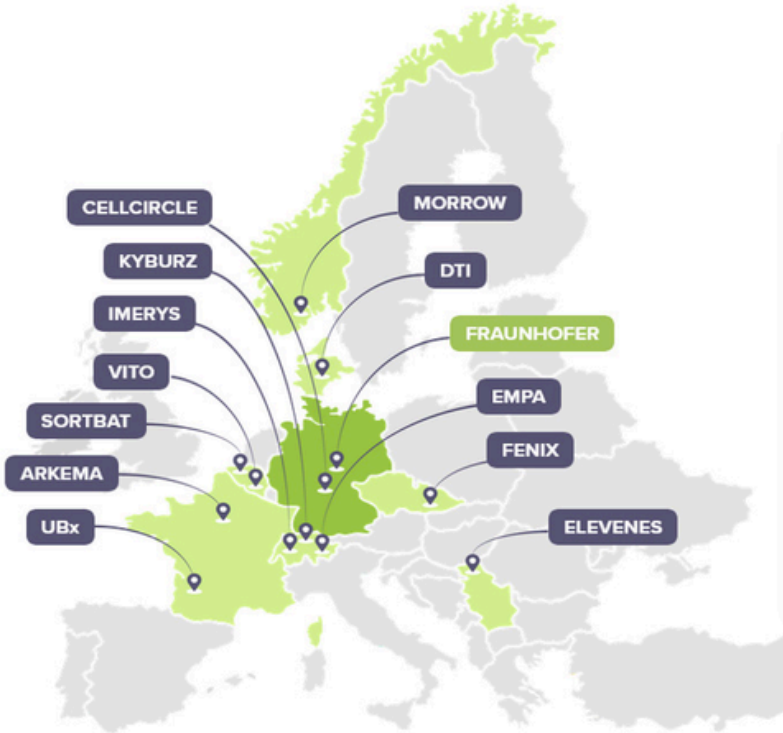 CELLCIRCLE
MORROW
KYBURZ
DTI
IMERYS
FRAUNHOFER
VITO
EMPA
SORTBAT
FENIX
ARKEMA
UBx
ELEVENES